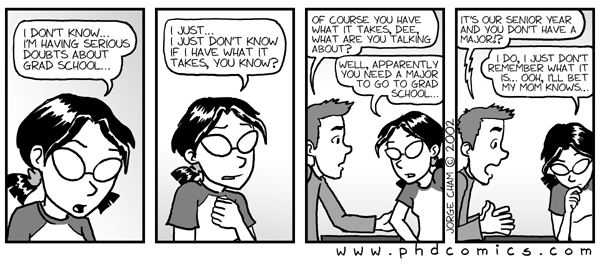 I DON'T KNOW...
I'M HAVING SERIOUS
DOUBTS ABOUT
GRAD SCHOOL...
I JUST...
I JUST DON'T KNOW
IF I HAVE WHAT IT
TAKES, YOU KNOW?
OF COURSE YOU HAVE
WHAT IT TAKES, DEE,
WHAT ARE YOU TALKING
ABOUT?
WELL, APPARENTLY
YOU NEED A MAJOR
TO GO TO GRAD
SCHOOL...
IT'S OUR SENIOR YEAR
AND YOU DON'T HAVE A
MAJOR!?
I DO, I JUST DON'T
REMEMBER WHAT IT
IS... OOH, I'LL BET
MY MOM KNOWS...
JORGE CHAM © 2002
www.phdcomics.com